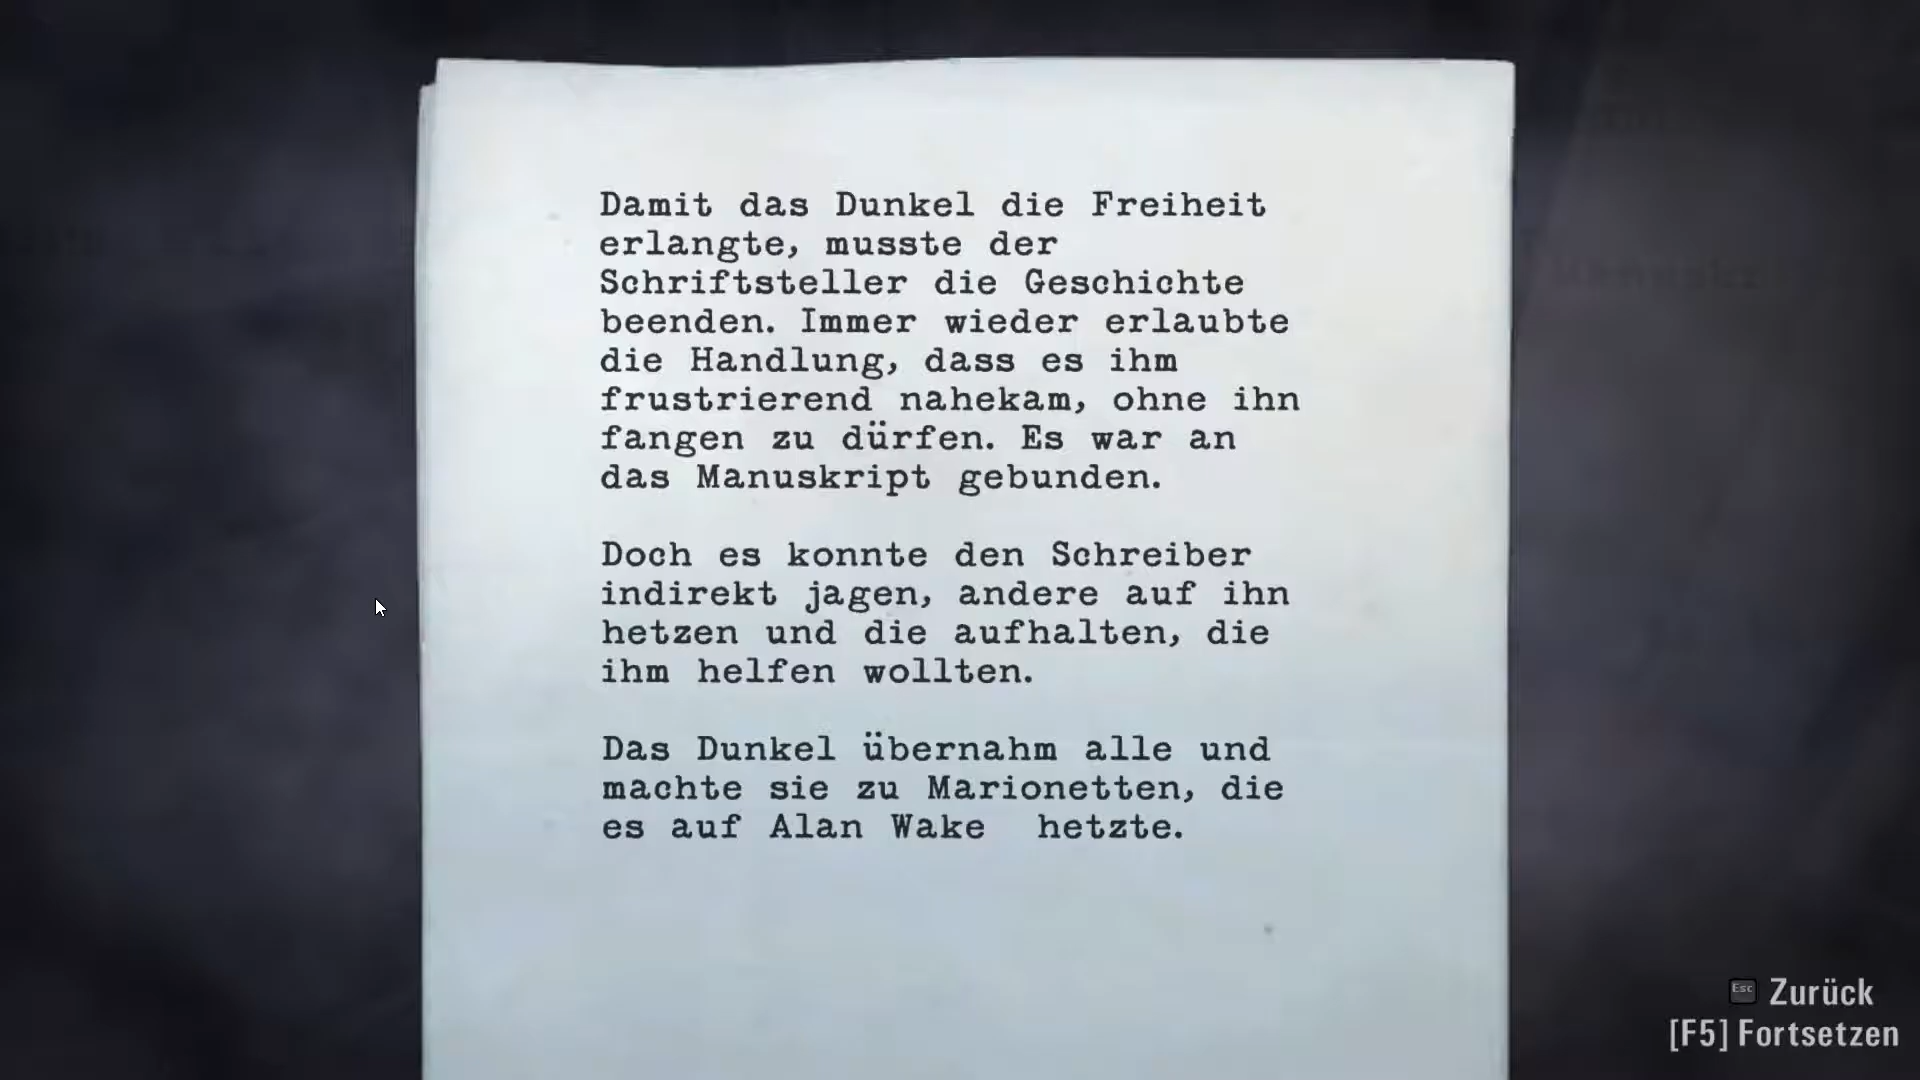 Damit das Dunkel die Freiheit
erlangte, musste der
Schriftsteller die Geschichte
beenden. Immer wieder erlaubte
die Handlung, dass es ihm
frustrierend nahekam, ohne ihn
fangen zu dürfen. Es war an
das Manuskript gebunden.
Doch es konnte den Schreiber
indirekt jagen, andere auf ihn
hetzen und die aufhalten, die
ihm helfen wollten.
Das Dunkel übernahm alle und
machte sie zu Marionetten, die
es auf Alan Wake  hetzte.
Esc Zurück
[F5] Fortsetzen